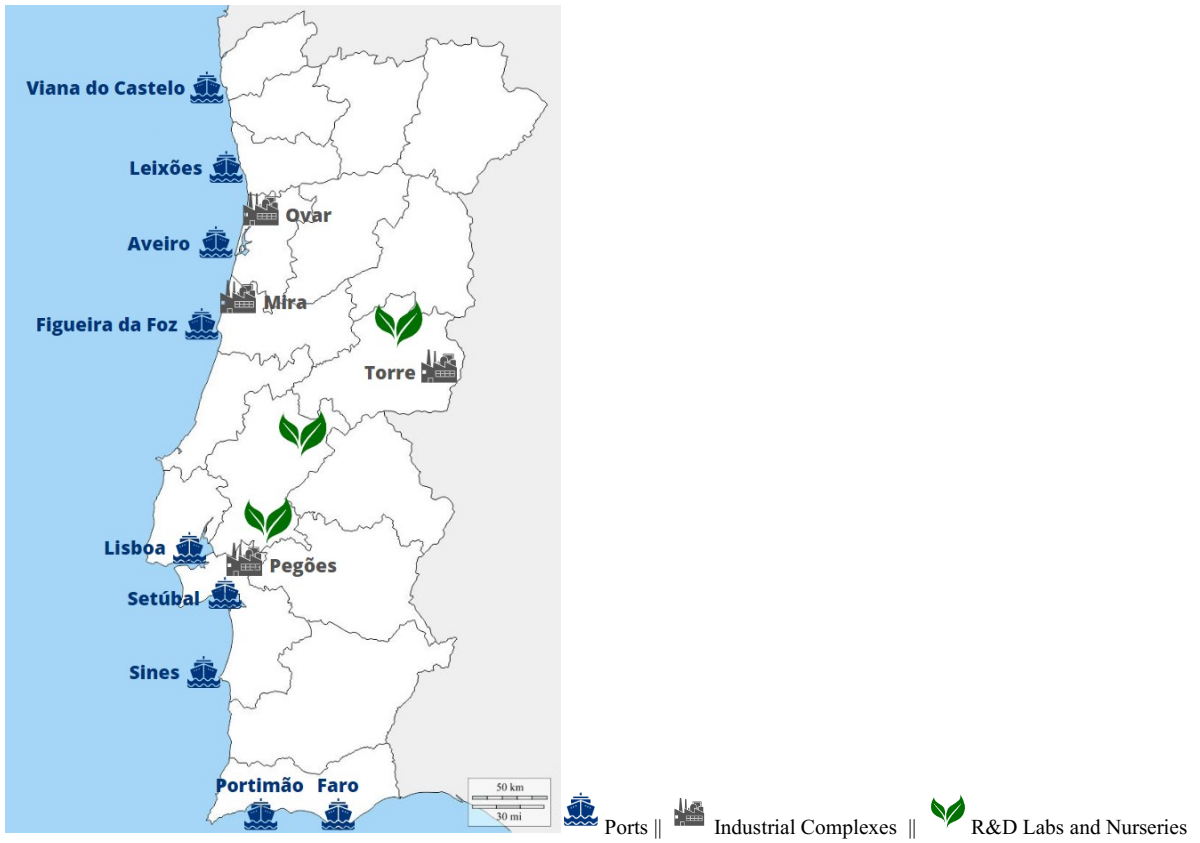 Viana do Castelo
Leixões
Ovar
Aveiro
Mira
Figueira da Foz
Torre
Lisboa
Pegões
Setúbal
Sines
Portimão Faro
50 km
30 mi
Ports || Industrial Complexes || R&D Labs and Nurseries